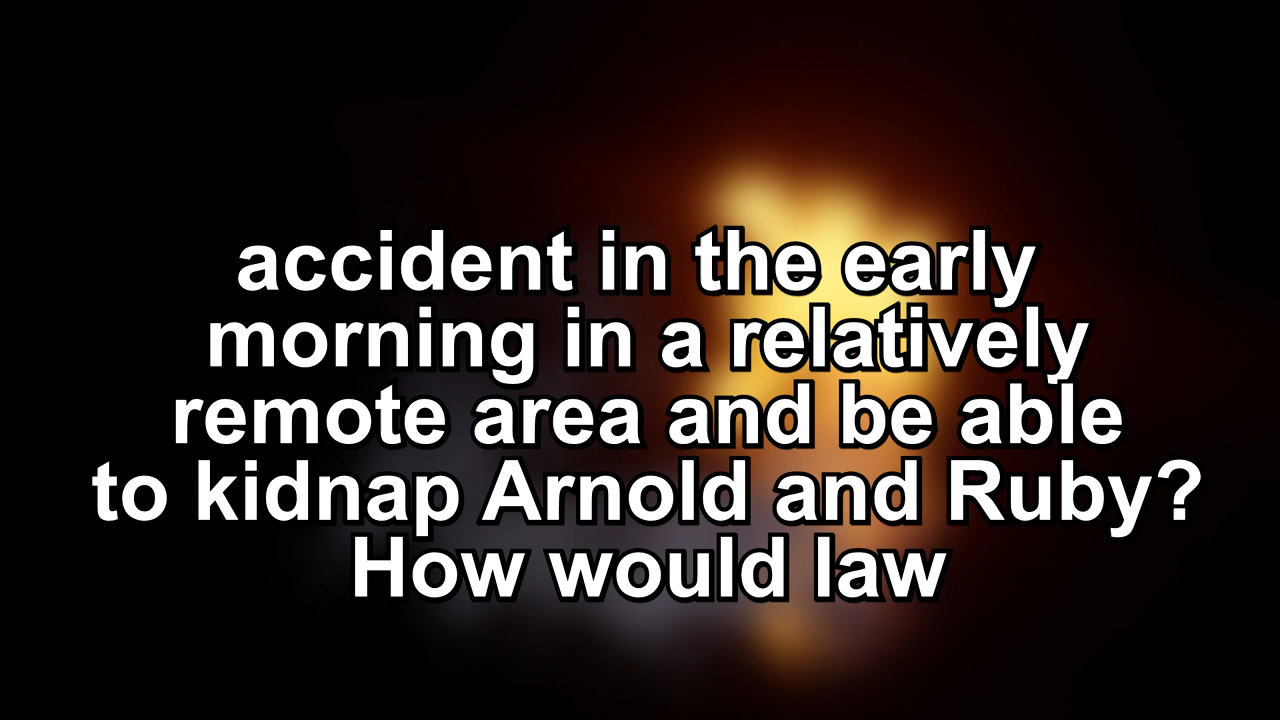 accident in the early
morning in a relatively
remote area and be able
to kidnap Arnold and Ruby?
How would law